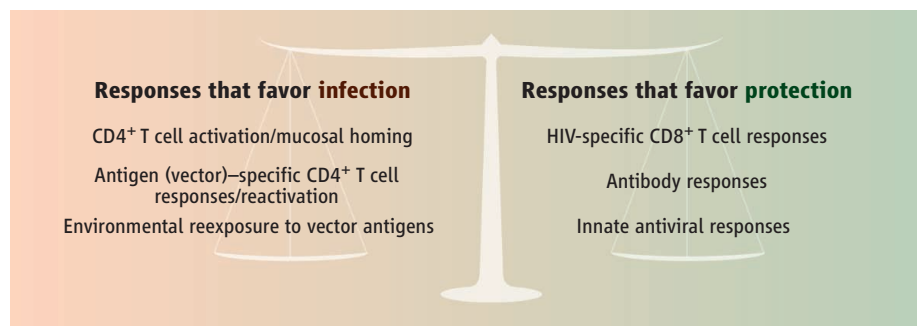 Responses that favor infection
CD4⁺ T cell activation/mucosal homing
Antigen (vector)–specific CD4⁺ T cell
responses/reactivation
Environmental reexposure to vector antigens
Responses that favor protection
HIV-specific CD8⁺ T cell responses
Antibody responses
Innate antiviral responses